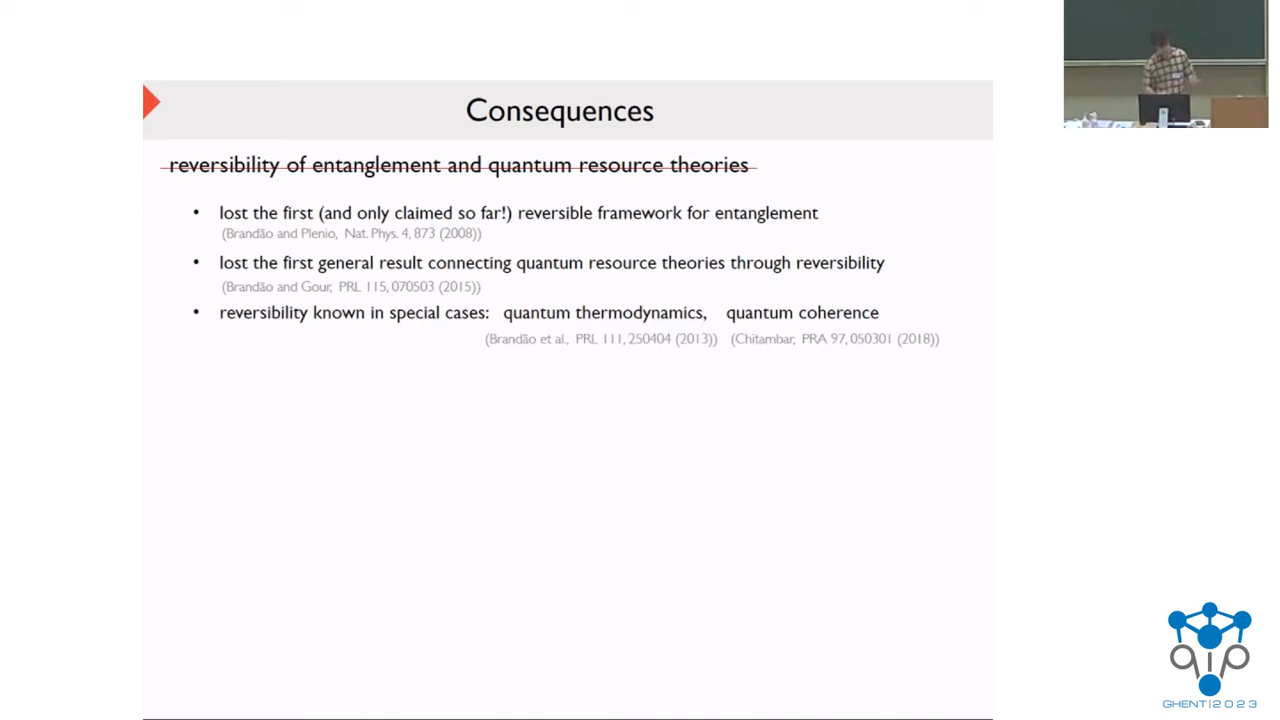 Consequences
reversibility of entanglement and quantum resource theories
• lost the first (and only claimed so far!) reversible framework for entanglement
(Brandão and Plenio, Nat. Phys. 4, 873 (2008))
• lost the first general result connecting quantum resource theories through reversibility
(Brandão and Gour, PRL 115, 070503 (2015))
• reversibility known in special cases: quantum thermodynamics, quantum coherence
(Brandão et al., PRL 111, 250404 (2013)) (Chitambar, PRA 97, 050301 (2018))
qip
GHENT|2023